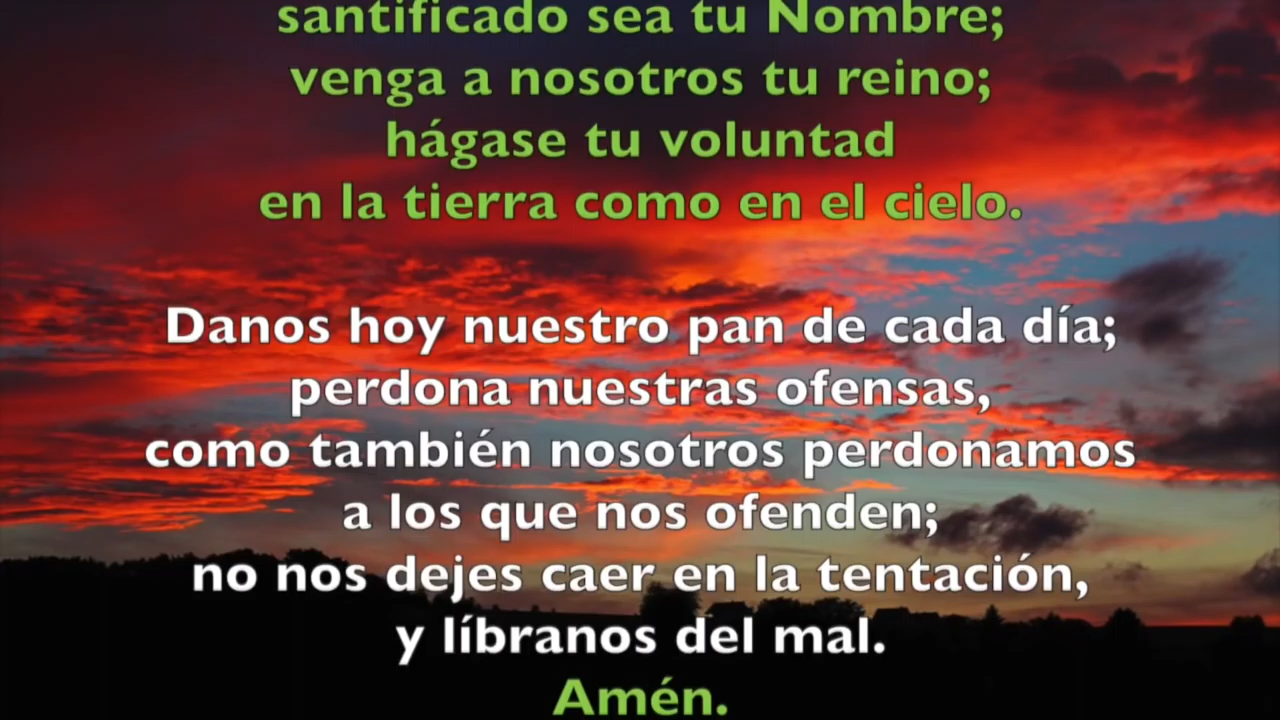 santificado sea tu Nombre;
venga a nosotros tu reino;
hágase tu voluntad
en la tierra como en el cielo.
Danos hoy nuestro pan de cada día;
perdona nuestras ofensas,
como también nosotros perdonamos
a los que nos ofenden;
no nos dejes caer en la tentación,
y líbranos del mal.
Amén.